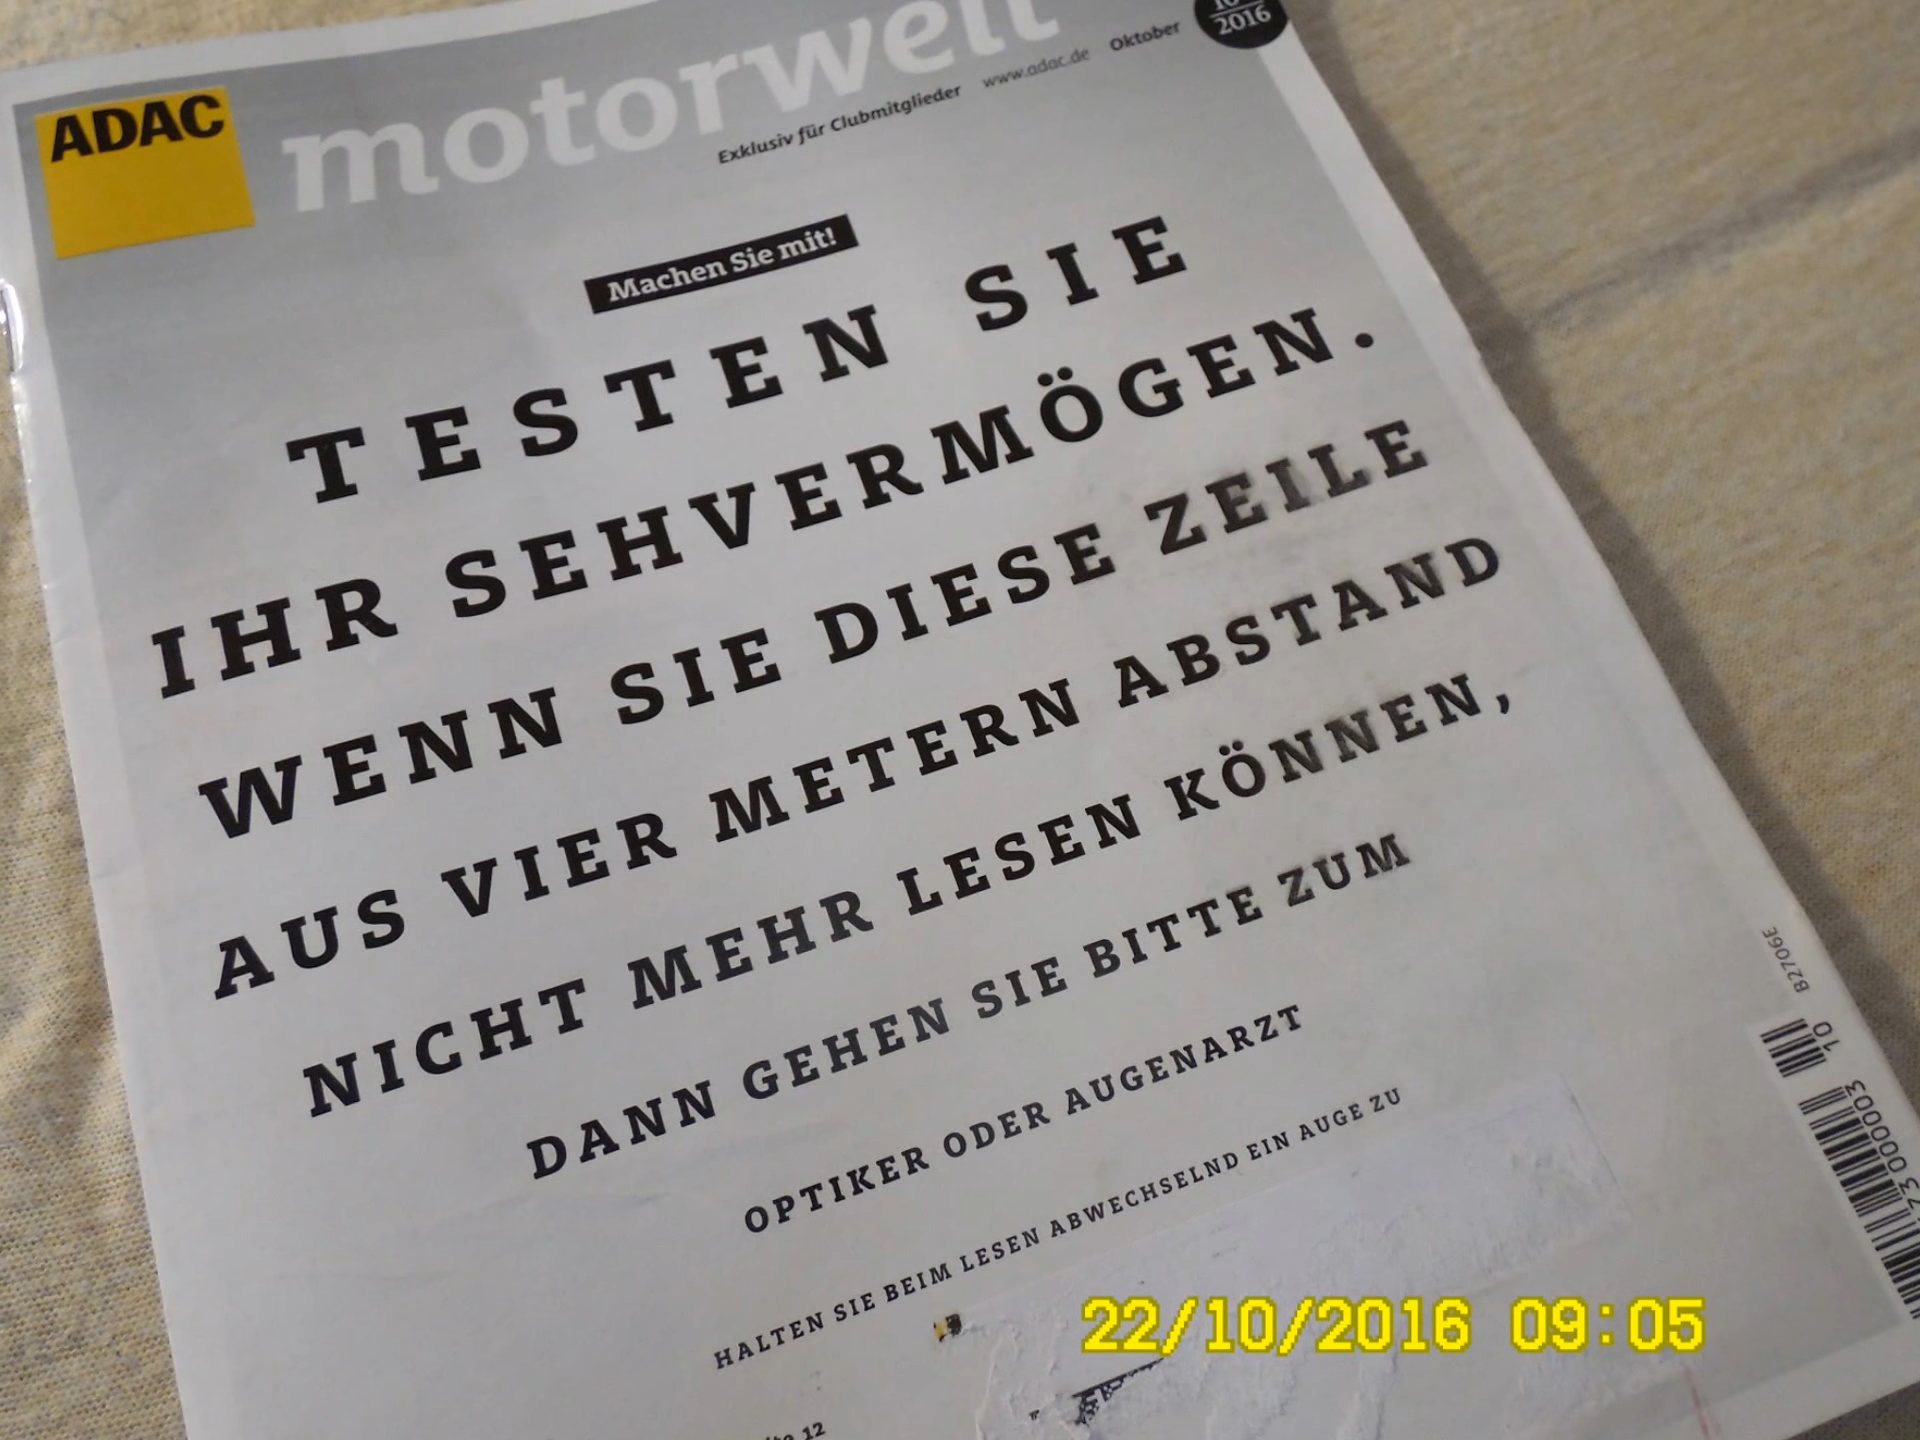 ADAC
motorwelt
Exklusiv für Clubmitglieder www.adac.de Oktober
2016
Machen Sie mit!
TESTEN SIE
IHR SEHVERMÖGEN.
WENN SIE DIESE ZEILE
AUS VIER METERN ABSTAND
NICHT MEHR LESEN KÖNNEN,
DANN GEHEN SIE BITTE ZUM
OPTIKER ODER AUGENARZT
HALTEN SIE BEIM LESEN ABWECHSELND EIN AUGE ZU
12
B2706E
10
000003
22/10/2016 09:05